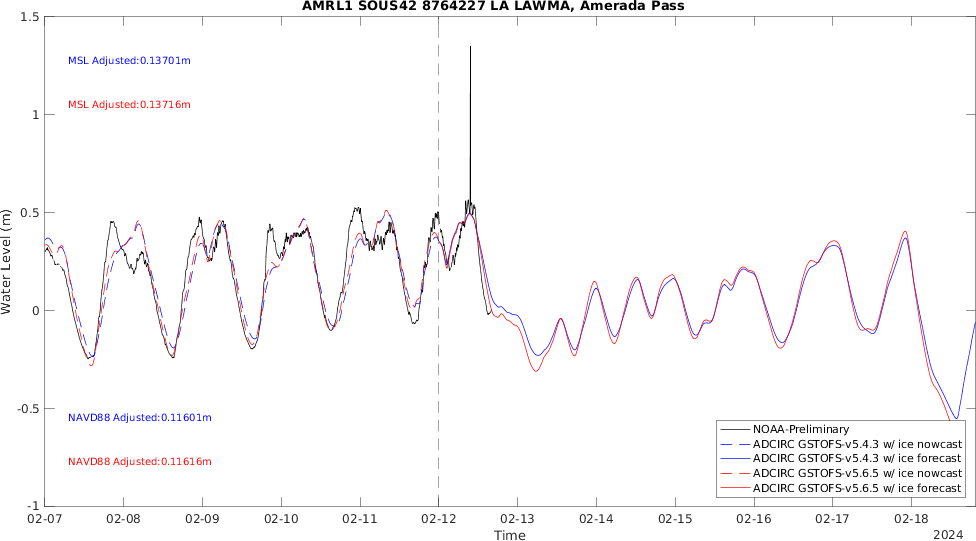 AMRL1 SOUS42 8764227 LA LAWMA, Amerada Pass
1.5
MSL Adjusted:0.13701m
MSL Adjusted:0.13716m
1
0.5
Water Level (m)
0
-0.5
NAVD88 Adjusted:0.11601m
NAVD88 Adjusted:0.11616m
-1
NOAA-Preliminary
ADCIRC GSTOFS-v5.4.3 w/ ice nowcast
ADCIRC GSTOFS-v5.4.3 w/ ice forecast
ADCIRC GSTOFS-v5.6.5 w/ ice nowcast
ADCIRC GSTOFS-v5.6.5 w/ ice forecast
02-07 02-08 02-09 02-10 02-11 02-12 02-13 02-14 02-15 02-16 02-17 02-18
Time
2024